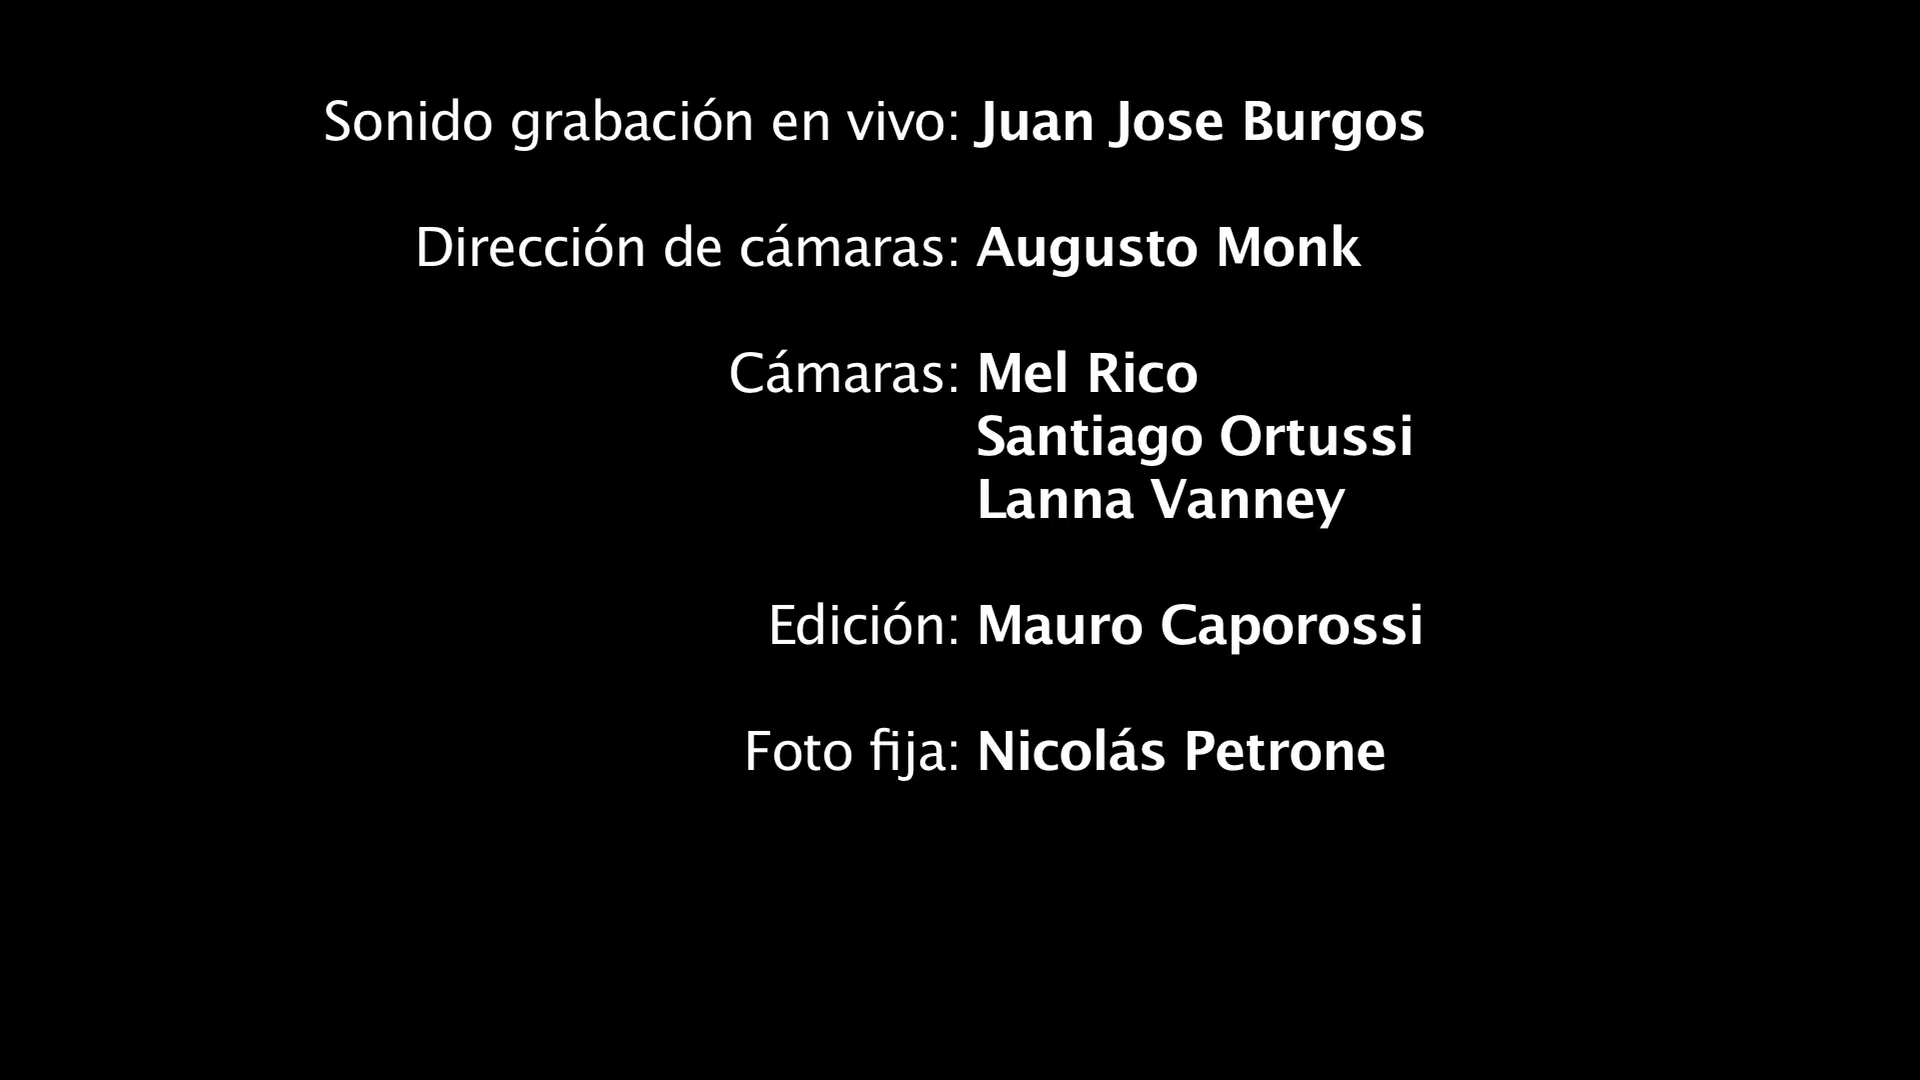 Sonido grabación en vivo: Juan Jose Burgos
Dirección de cámaras: Augusto Monk
Cámaras: Mel Rico
Santiago Ortussi
Lanna Vanney
Edición: Mauro Caporossi
Foto fija: Nicolás Petrone